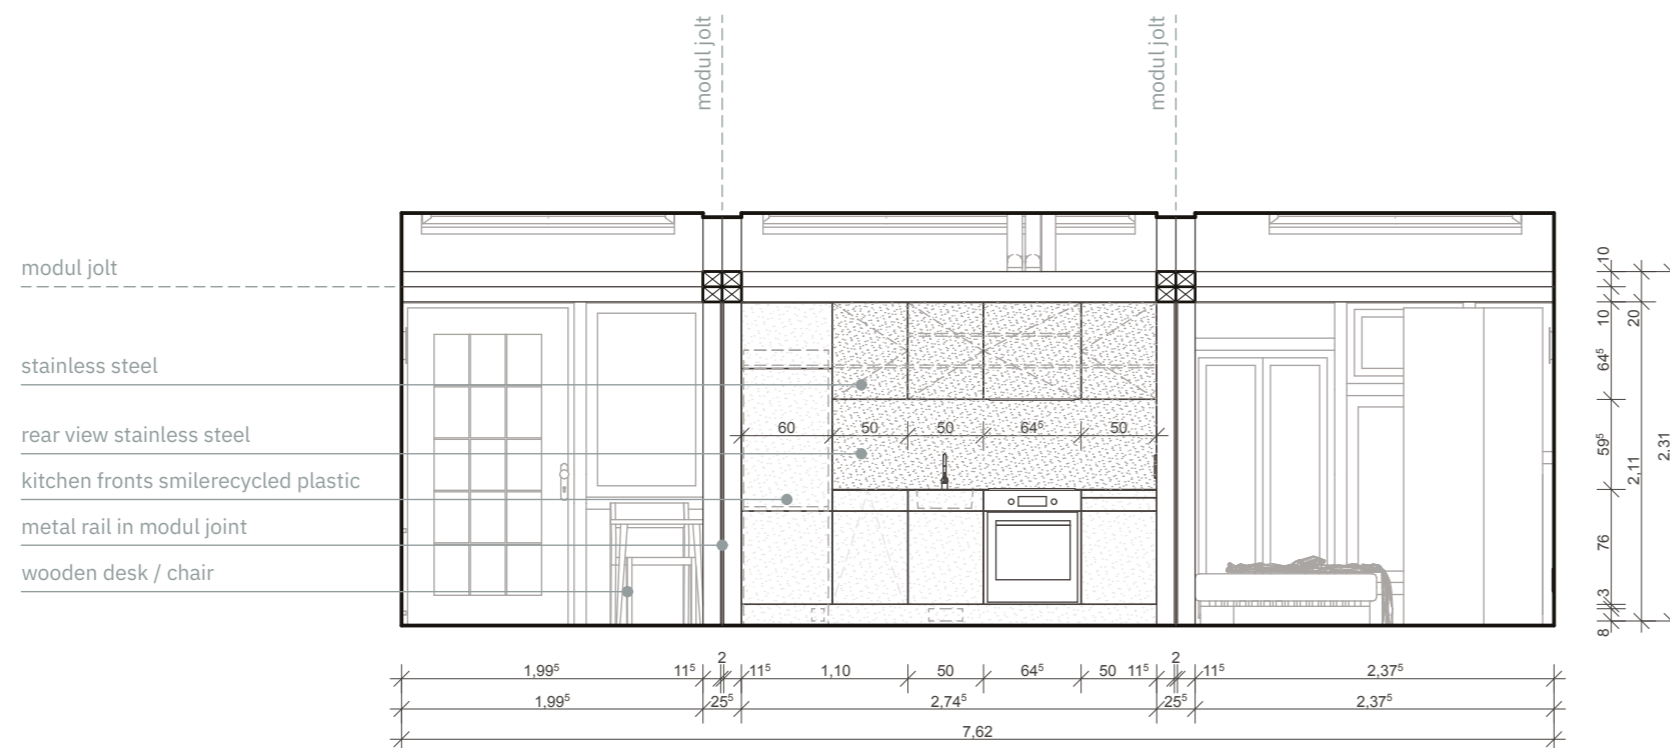 modul jolt
modul jolt
modul jolt
stainless steel
rear view stainless steel
kitchen fronts smilerecycled plastic
metal rail in modul joint
wooden desk / chair
60 50 50 64⁵ 50
10
10
64⁵
59⁵
76
3
8
20
2,11
2,31
1,99⁵ 11⁵ 2 11⁵ 1,10 50 64⁵ 50 11⁵ 2 11⁵ 2,37⁵
1,99⁵ 25⁵ 2,74⁵ 25⁵ 2,37⁵
7,62